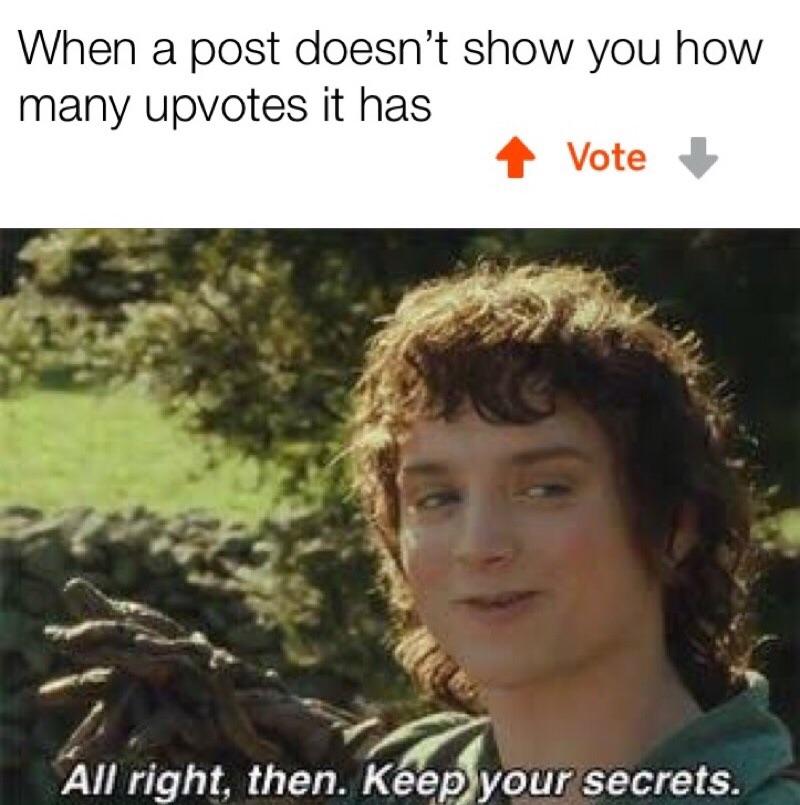 When a post doesn’t show you how
many upvotes it has
Vote
All right, then. Keep your secrets.